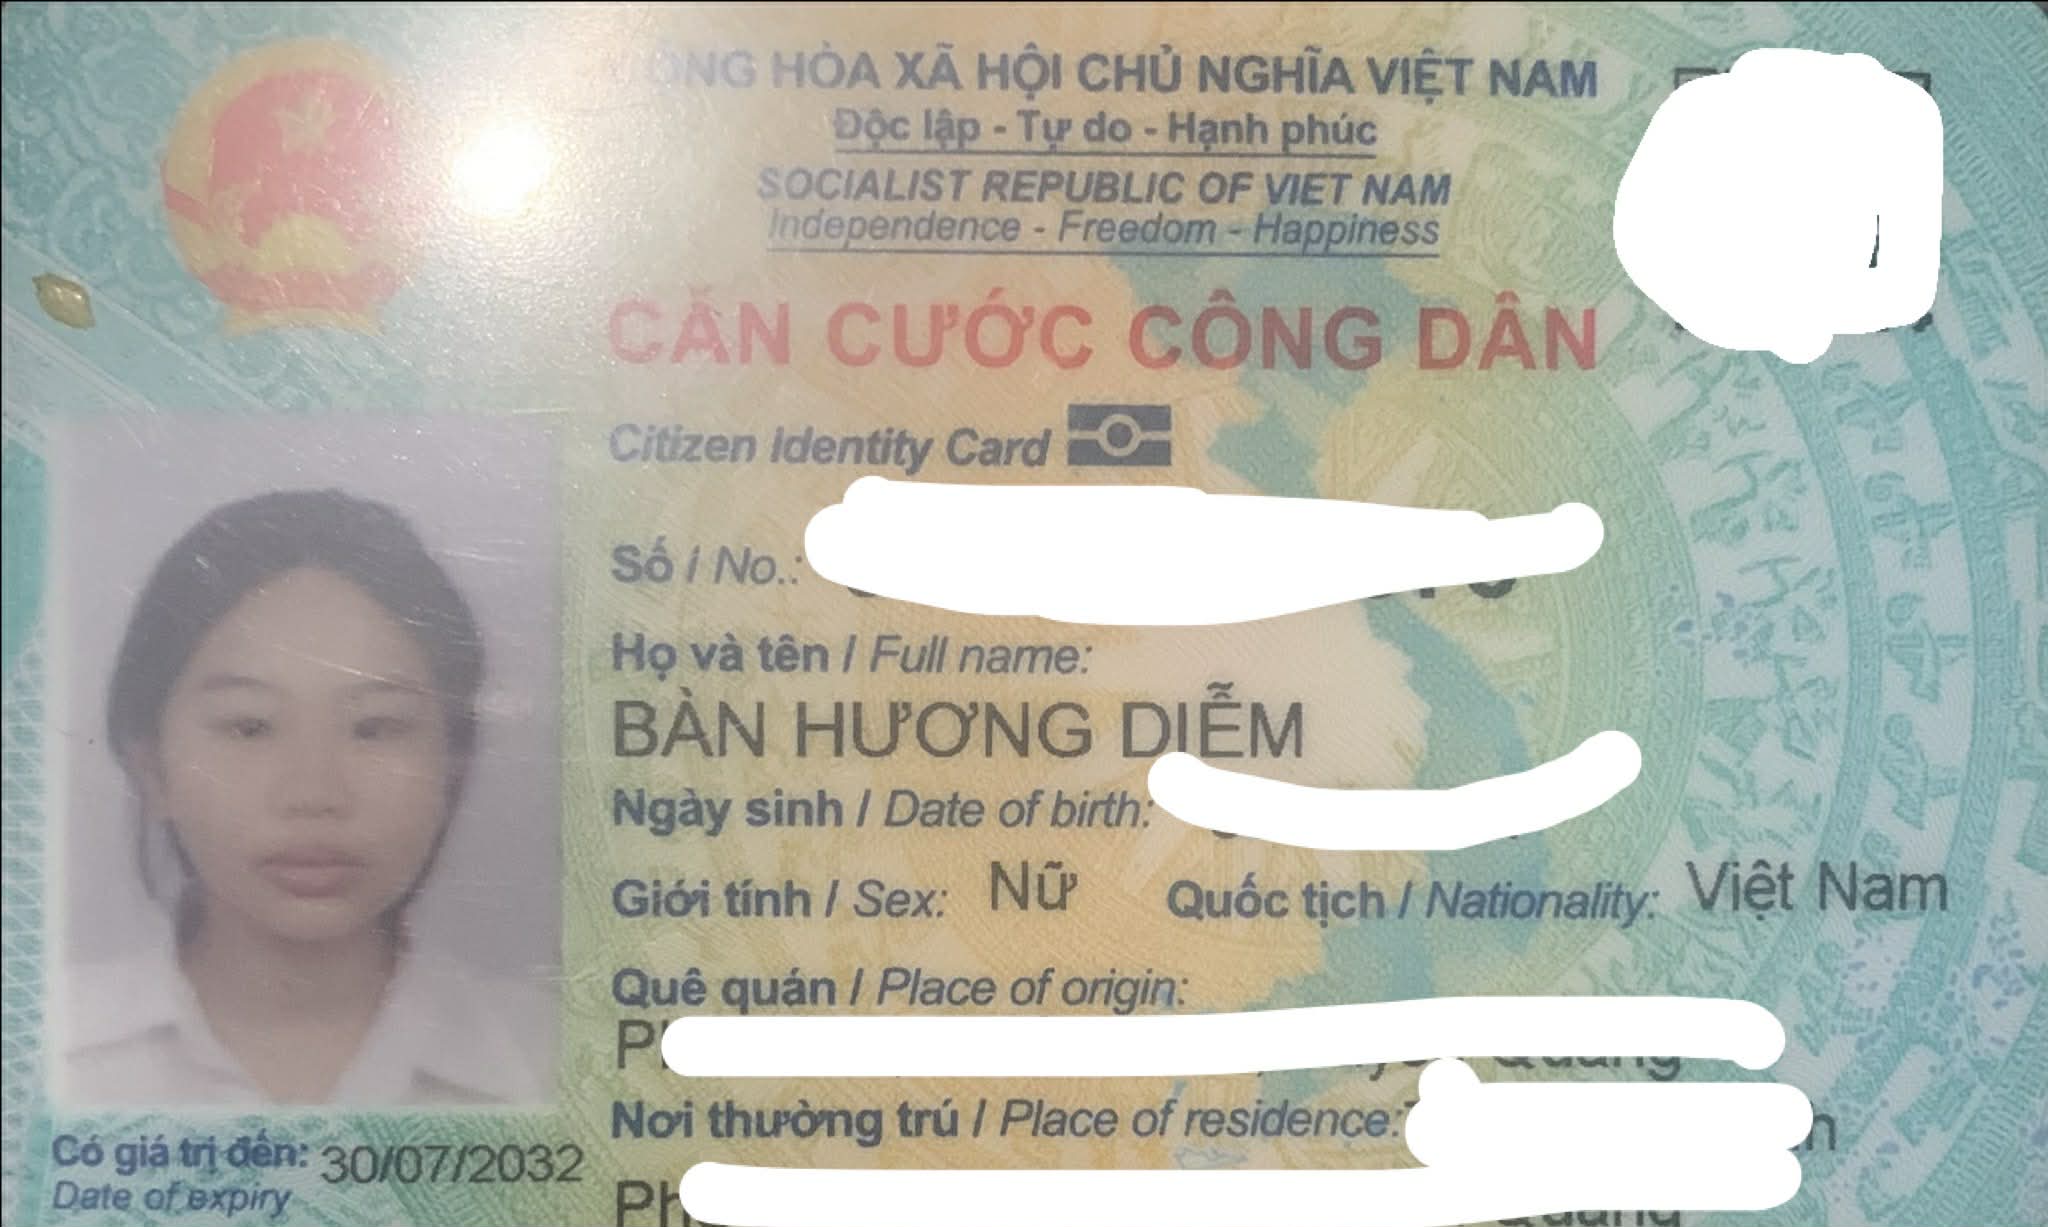 CỘNG HÒA XÃ HỘI CHỦ NGHĨA VIỆT NAM
Độc lập - Tự do - Hạnh phúc
SOCIALIST REPUBLIC OF VIET NAM
Independence - Freedom - Happiness
CĂN CƯỚC CÔNG DÂN
Citizen Identity Card
Số / No.:
Họ và tên / Full name:
BÀN HƯƠNG DIỄM
Ngày sinh / Date of birth:
Giới tính / Sex: Nữ Quốc tịch / Nationality: Việt Nam
Quê quán / Place of origin:
Nơi thường trú / Place of residence:
Có giá trị đến: 30/07/2032
Date of expiry